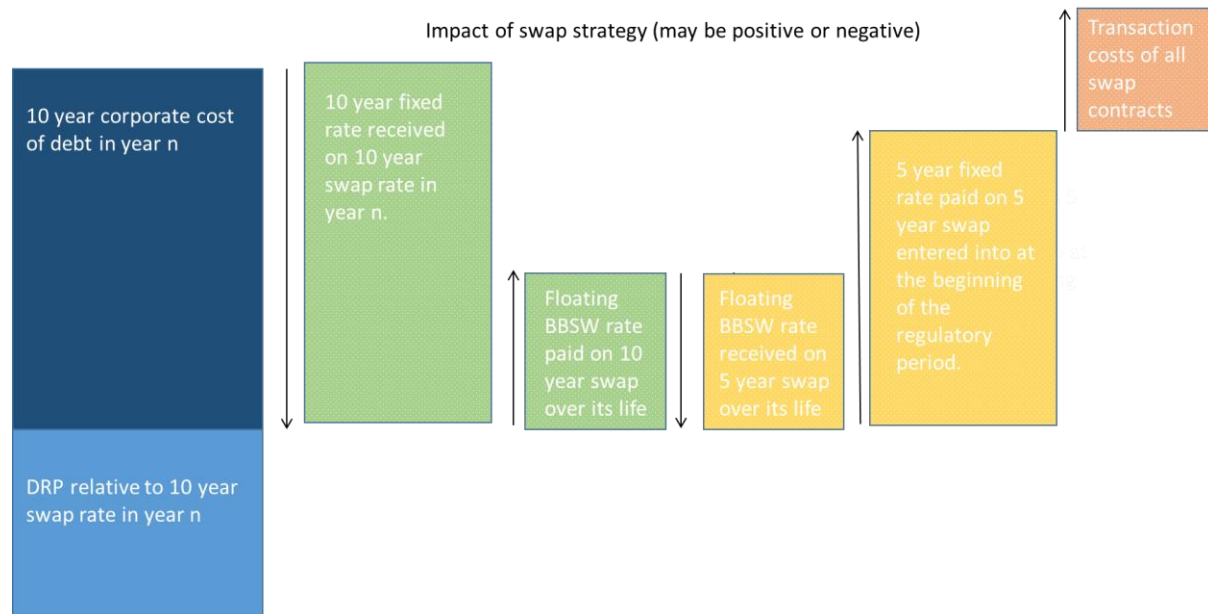 Impact of swap strategy (may be positive or negative)
Transaction
costs of all
swap
contracts
10 year corporate cost
of debt in year n
10 year fixed
rate received
on 10 year
swap rate in
year n.
5 year fixed
rate paid on 5
year swap
entered into at
the beginning
of the
regulatory
period.
Floating
BBSW rate
paid on 10
year swap
over its life
Floating
BBSW rate
received on
5 year swap
over its life
DRP relative to 10 year
swap rate in year n